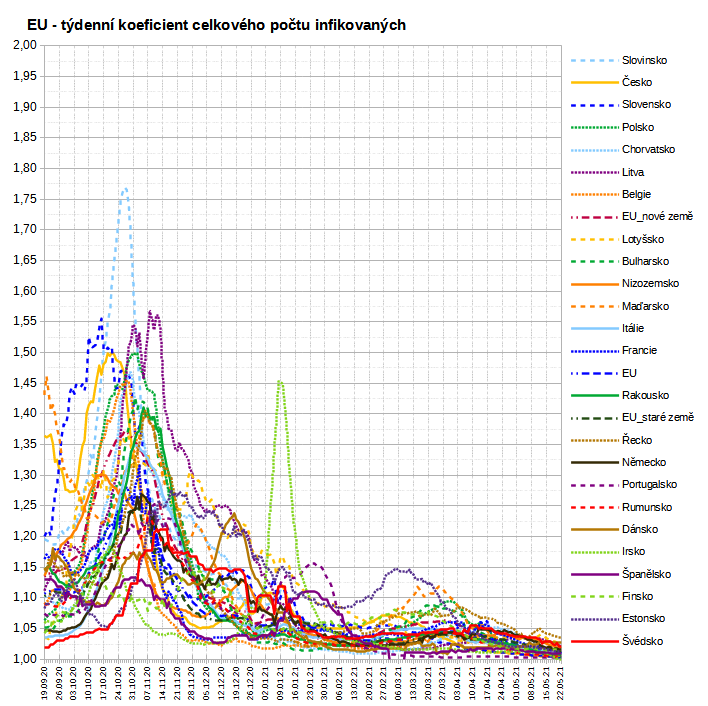 EU - týdenní koeficient celkového počtu infikovaných
2,00
1,95
1,90
1,85
1,80
1,75
1,70
1,65
1,60
1,55
1,50
1,45
1,40
1,35
1,30
1,25
1,20
1,15
1,10
1,05
1,00
19.09.20
26.09.20
03.10.20
10.10.20
17.10.20
24.10.20
31.10.20
07.11.20
14.11.20
21.11.20
28.11.20
05.12.20
12.12.20
19.12.20
26.12.20
02.01.21
09.01.21
16.01.21
23.01.21
30.01.21
06.02.21
13.02.21
20.02.21
27.02.21
06.03.21
13.03.21
20.03.21
27.03.21
03.04.21
10.04.21
17.04.21
24.04.21
01.05.21
08.05.21
15.05.21
22.05.21
Slovinsko
Česko
Slovensko
Polsko
Chorvatsko
Litva
Belgie
EU_nové země
Lotyšsko
Bulharsko
Nizozemsko
Maďarsko
Itálie
Francie
EU
Rakousko
EU_staré země
Řecko
Německo
Portugalsko
Rumunsko
Dánsko
Irsko
Španělsko
Finsko
Estonsko
Švédsko